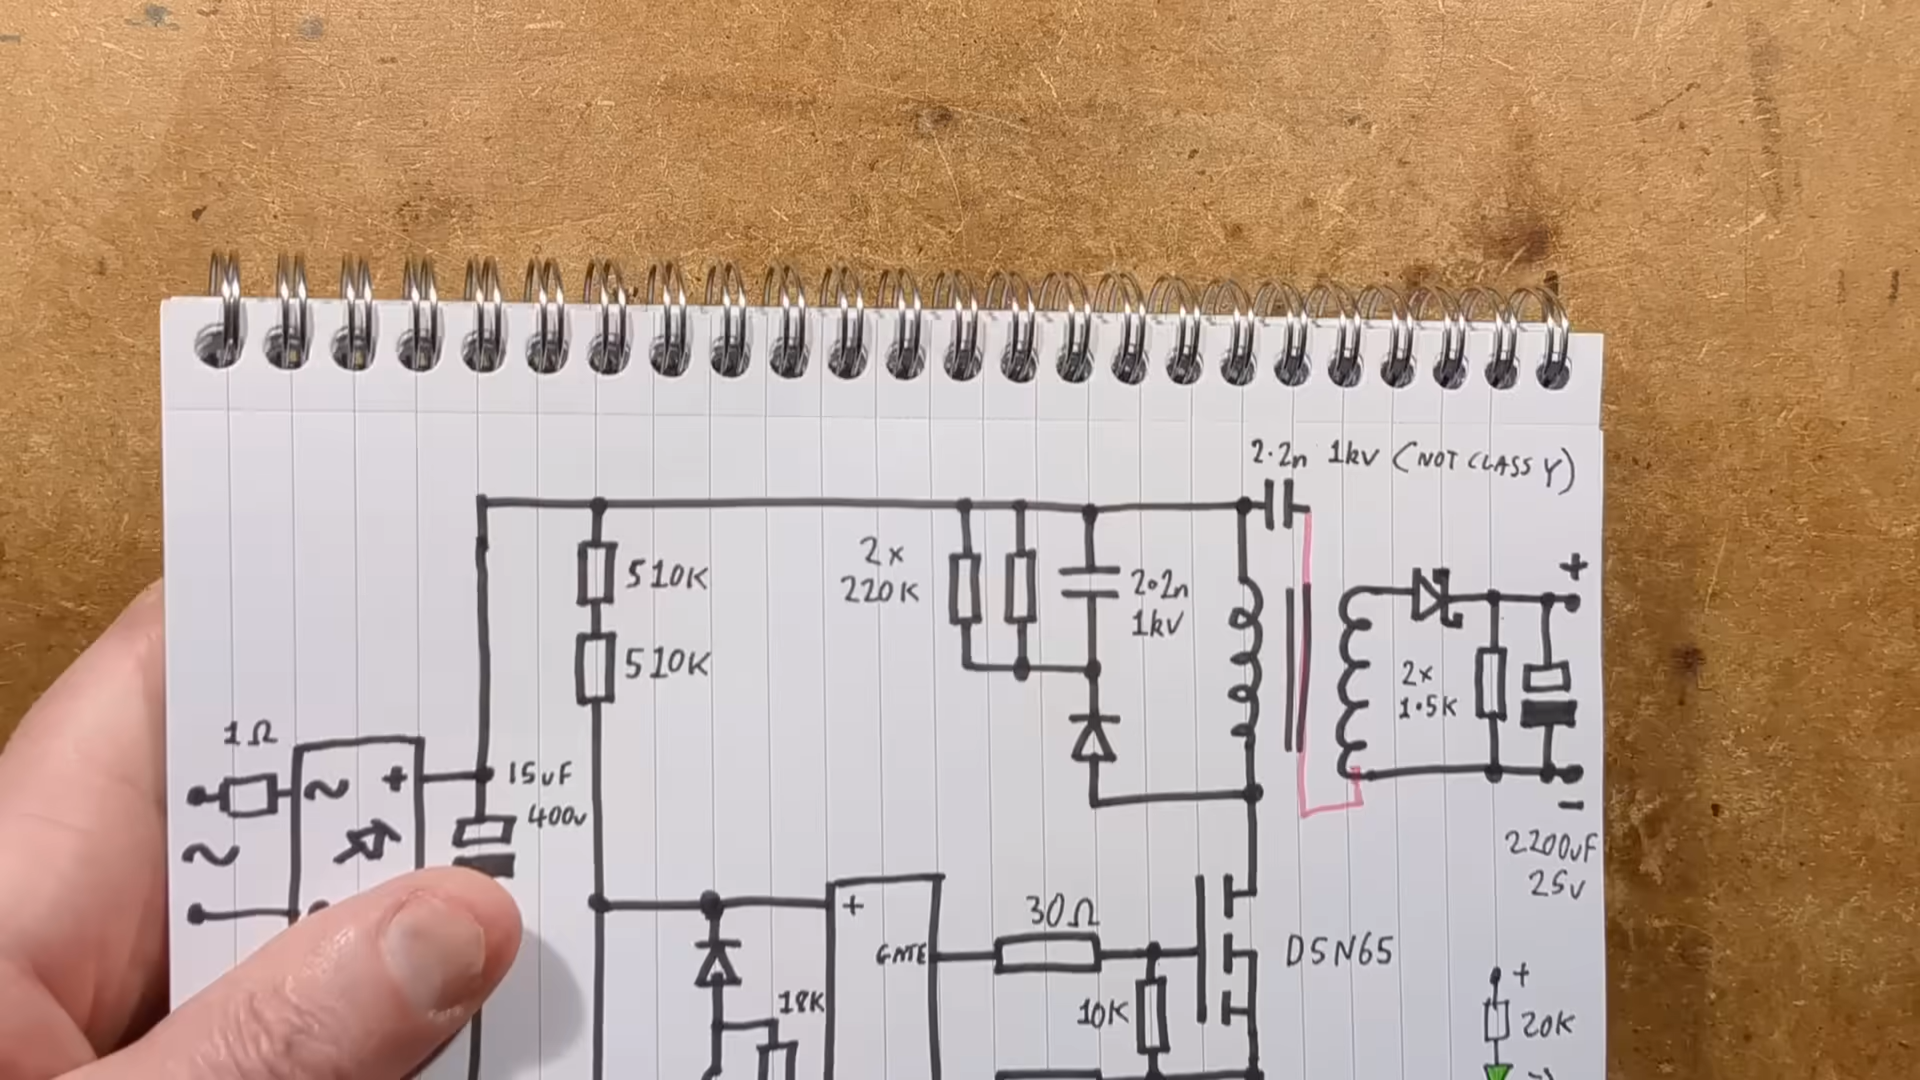 2.2n 1kv (NOT CLASS Y)
510K
510K
2x
220K
2.2n
1kV
+
2x
1.5K
-
2200uF
25v
1Ω
~
+
~
15uF
400v
+
GATE
30Ω
10K
D5N65
18K
+
20K